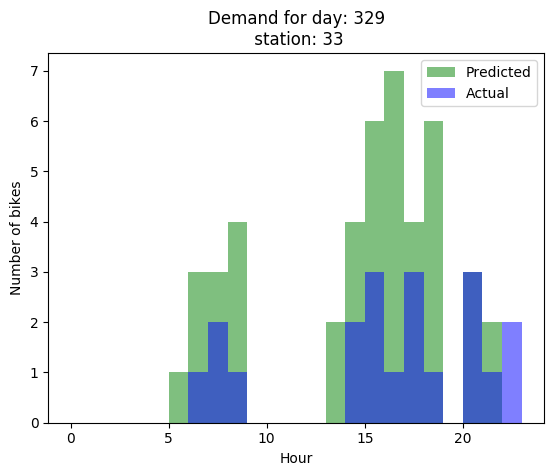 Demand for day: 329
station: 33
Predicted
Actual
7
6
5
4
3
2
1
0
Number of bikes
0 5 10 15 20
Hour